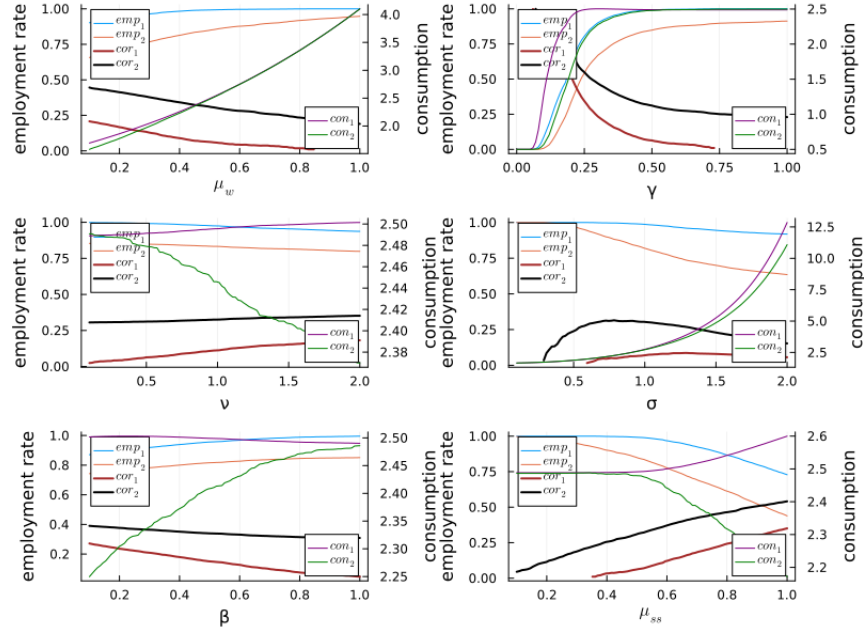 employment rate
1.00
0.75
0.50
0.25
0.00
emp₁
emp₂
cor₁
cor₂
con₁
con₂
4.0
3.5
3.0
2.5
2.0
consumption
0.2 0.4 0.6 0.8 1.0
μ_w
employment rate
1.00
0.75
0.50
0.25
0.00
emp₁
emp₂
cor₁
cor₂
con₁
con₂
2.5
2.0
1.5
1.0
0.5
consumption
0.00 0.25 0.50 0.75 1.00
γ
employment rate
1.00
0.75
0.50
0.25
0.00
emp₁
emp₂
cor₁
cor₂
con₁
con₂
2.50
2.48
2.46
2.44
2.42
2.40
2.38
consumption
0.5 1.0 1.5 2.0
ν
employment rate
1.00
0.75
0.50
0.25
0.00
emp₁
emp₂
cor₁
cor₂
con₁
con₂
12.5
10.0
7.5
5.0
2.5
consumption
0.5 1.0 1.5 2.0
σ
employment rate
1.0
0.8
0.6
0.4
0.2
emp₁
emp₂
cor₁
cor₂
con₁
con₂
2.50
2.45
2.40
2.35
2.30
2.25
consumption
0.2 0.4 0.6 0.8 1.0
β
employment rate
1.00
0.75
0.50
0.25
0.00
emp₁
emp₂
cor₁
cor₂
con₁
con₂
2.6
2.5
2.4
2.3
2.2
consumption
0.2 0.4 0.6 0.8 1.0
μ_ss